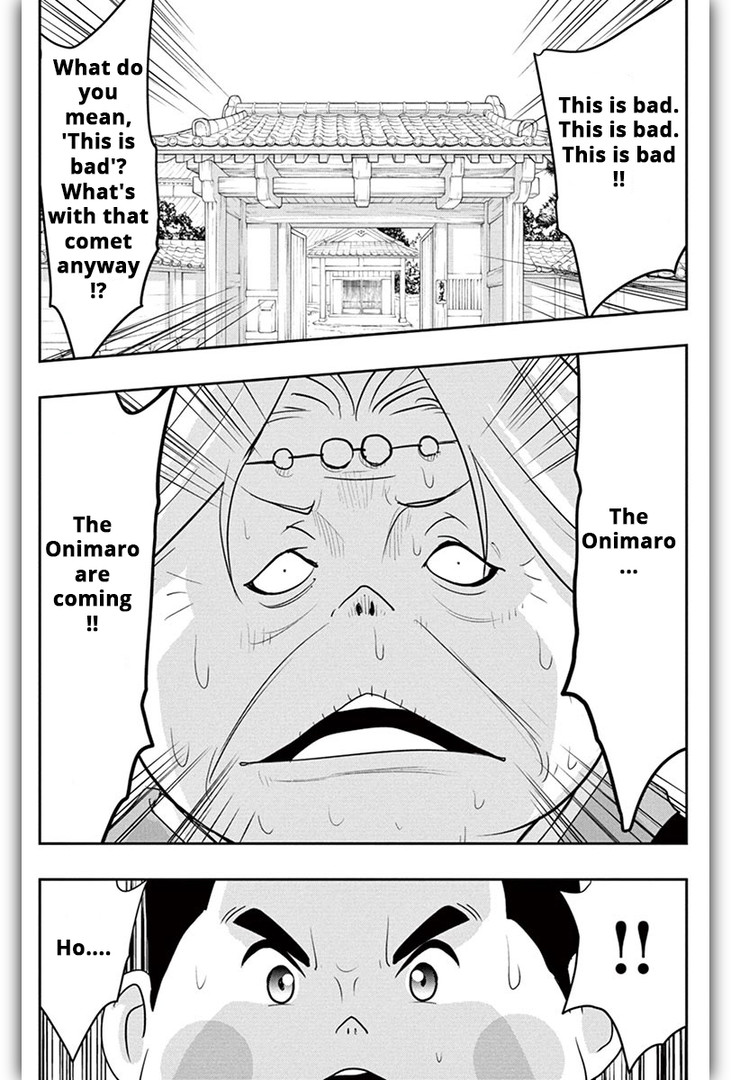 This is bad.
This is bad.
This is bad
!!
What do
you
mean,
'This is
bad'?
What's
with that
comet
anyway
!?
The
Onimaro
...
The
Onimaro
are
coming
!!
!!
Ho....